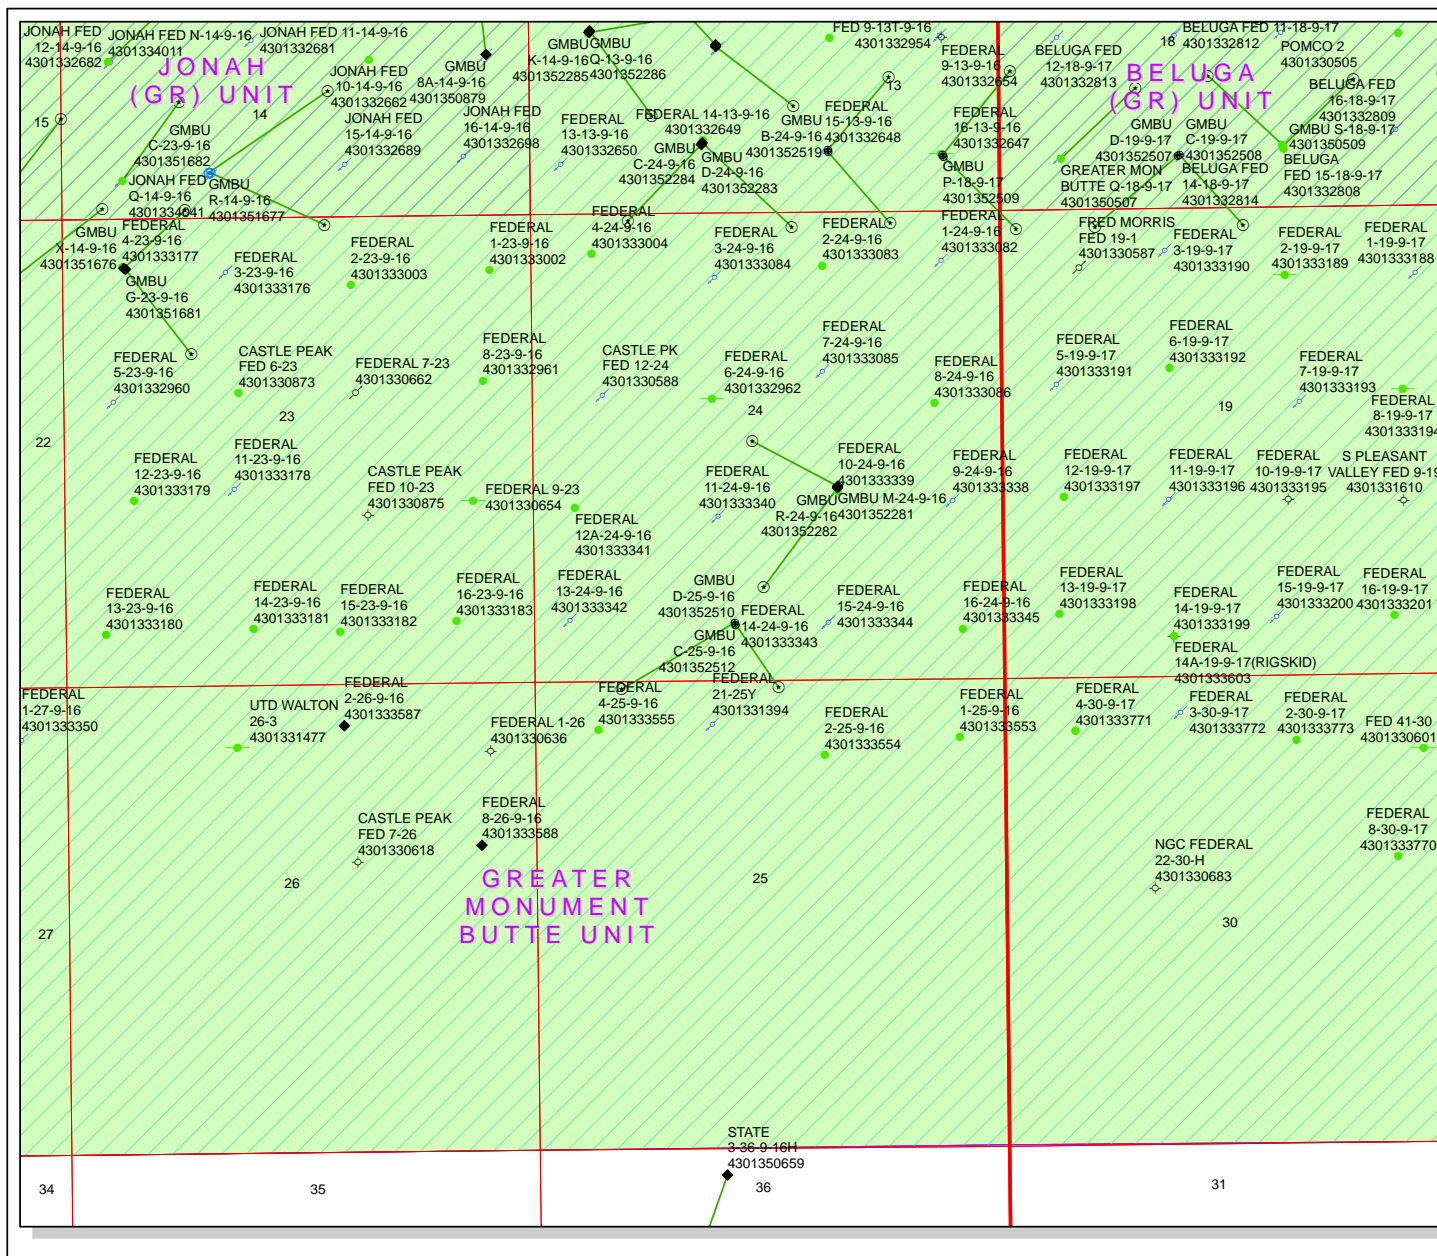 JONAH FED
12-14-9-16
4301332682
JONAH FED N-14-9-16
4301334011
JONAH FED 11-14-9-16
4301332681
JONAH
(GR) UNIT
14
15
JONAH FED
10-14-9-16
4301332662
GMBU
8A-14-9-16
4301350879
GMBU
K-14-9-16
4301352285
GMBU
Q-13-9-16
4301352286
FED 9-13T-9-16
4301332954
FEDERAL
9-13-9-16
4301332654
13
BELUGA FED
12-18-9-17
4301332813
18
BELUGA FED 11-18-9-17
4301332812
POMCO 2
4301330505
BELUGA
(GR) UNIT
BELUGA FED
16-18-9-17
4301332809
GMBU
C-23-9-16
4301351682
JONAH FED
15-14-9-16
4301332689
JONAH FED
16-14-9-16
4301332698
FEDERAL
13-13-9-16
4301332650
FEDERAL 14-13-9-16
4301332649
GMBU
B-24-9-16
4301352519
FEDERAL
15-13-9-16
4301332648
FEDERAL
16-13-9-16
4301332647
GMBU
D-19-9-17
4301352507
GMBU
C-19-9-17
4301352508
GMBU S-18-9-17
4301350509
BELUGA
FED 15-18-9-17
4301332808
JONAH FED
Q-14-9-16
4301334041
GMBU
R-14-9-16
4301351677
GMBU
C-24-9-16
4301352284
GMBU
D-24-9-16
4301352283
GMBU
P-18-9-17
4301352509
GREATER MON
BUTTE Q-18-9-17
4301350507
BELUGA FED
14-18-9-17
4301332814
GMBU
X-14-9-16
4301351676
FEDERAL
4-23-9-16
4301333177
FEDERAL
3-23-9-16
4301333176
FEDERAL
2-23-9-16
4301333003
FEDERAL
1-23-9-16
4301333002
FEDERAL
4-24-9-16
4301333004
FEDERAL
3-24-9-16
4301333084
FEDERAL
2-24-9-16
4301333083
FEDERAL
1-24-9-16
4301333082
FRED MORRIS
FED 19-1
4301330587
FEDERAL
3-19-9-17
4301333190
FEDERAL
2-19-9-17
4301333189
FEDERAL
1-19-9-17
4301333188
GMBU
G-23-9-16
4301351681
FEDERAL
5-23-9-16
4301332960
CASTLE PEAK
FED 6-23
4301330873
FEDERAL 7-23
4301330662
FEDERAL
8-23-9-16
4301332961
CASTLE PK
FED 12-24
4301330588
FEDERAL
6-24-9-16
4301332962
FEDERAL
7-24-9-16
4301333085
FEDERAL
8-24-9-16
4301333086
FEDERAL
5-19-9-17
4301333191
FEDERAL
6-19-9-17
4301333192
FEDERAL
7-19-9-17
4301333193
FEDERAL
8-19-9-17
4301333194
22
23
24
19
FEDERAL
12-23-9-16
4301333179
FEDERAL
11-23-9-16
4301333178
CASTLE PEAK
FED 10-23
4301330875
FEDERAL 9-23
4301330654
FEDERAL
12A-24-9-16
4301333341
FEDERAL
11-24-9-16
4301333340
FEDERAL
10-24-9-16
4301333339
GMBU
R-24-9-16
4301352282
GMBU M-24-9-16
4301352281
FEDERAL
9-24-9-16
4301333338
FEDERAL
12-19-9-17
4301333197
FEDERAL
11-19-9-17
4301333196
FEDERAL
10-19-9-17
4301333195
S PLEASANT
VALLEY FED 9-19
4301331610
FEDERAL
13-23-9-16
4301333180
FEDERAL
14-23-9-16
4301333181
FEDERAL
15-23-9-16
4301333182
FEDERAL
16-23-9-16
4301333183
FEDERAL
13-24-9-16
4301333342
GMBU
D-25-9-16
4301352510
FEDERAL
14-24-9-16
4301333343
GMBU
C-25-9-16
4301352512
FEDERAL
15-24-9-16
4301333344
FEDERAL
16-24-9-16
4301333345
FEDERAL
13-19-9-17
4301333198
FEDERAL
14-19-9-17
4301333199
FEDERAL
15-19-9-17
4301333200
FEDERAL
16-19-9-17
4301333201
FEDERAL
14A-19-9-17(RIGSKID)
4301333603
FEDERAL
1-27-9-16
4301333350
UTD WALTON
26-3
4301331477
FEDERAL
2-26-9-16
4301333587
FEDERAL 1-26
4301330636
FEDERAL
4-25-9-16
4301333555
FEDERAL
21-25Y
4301331394
FEDERAL
2-25-9-16
4301333554
FEDERAL
1-25-9-16
4301333553
FEDERAL
4-30-9-17
4301333771
FEDERAL
3-30-9-17
4301333772
FEDERAL
2-30-9-17
4301333773
FED 41-30
4301330601
CASTLE PEAK
FED 7-26
4301330618
FEDERAL
8-26-9-16
4301333588
NGC FEDERAL
22-30-H
4301330683
FEDERAL
8-30-9-17
4301333770
GREATER
MONUMENT
BUTTE UNIT
26
25
27
30
STATE
3-36-9-16H
4301350659
34
35
36
31